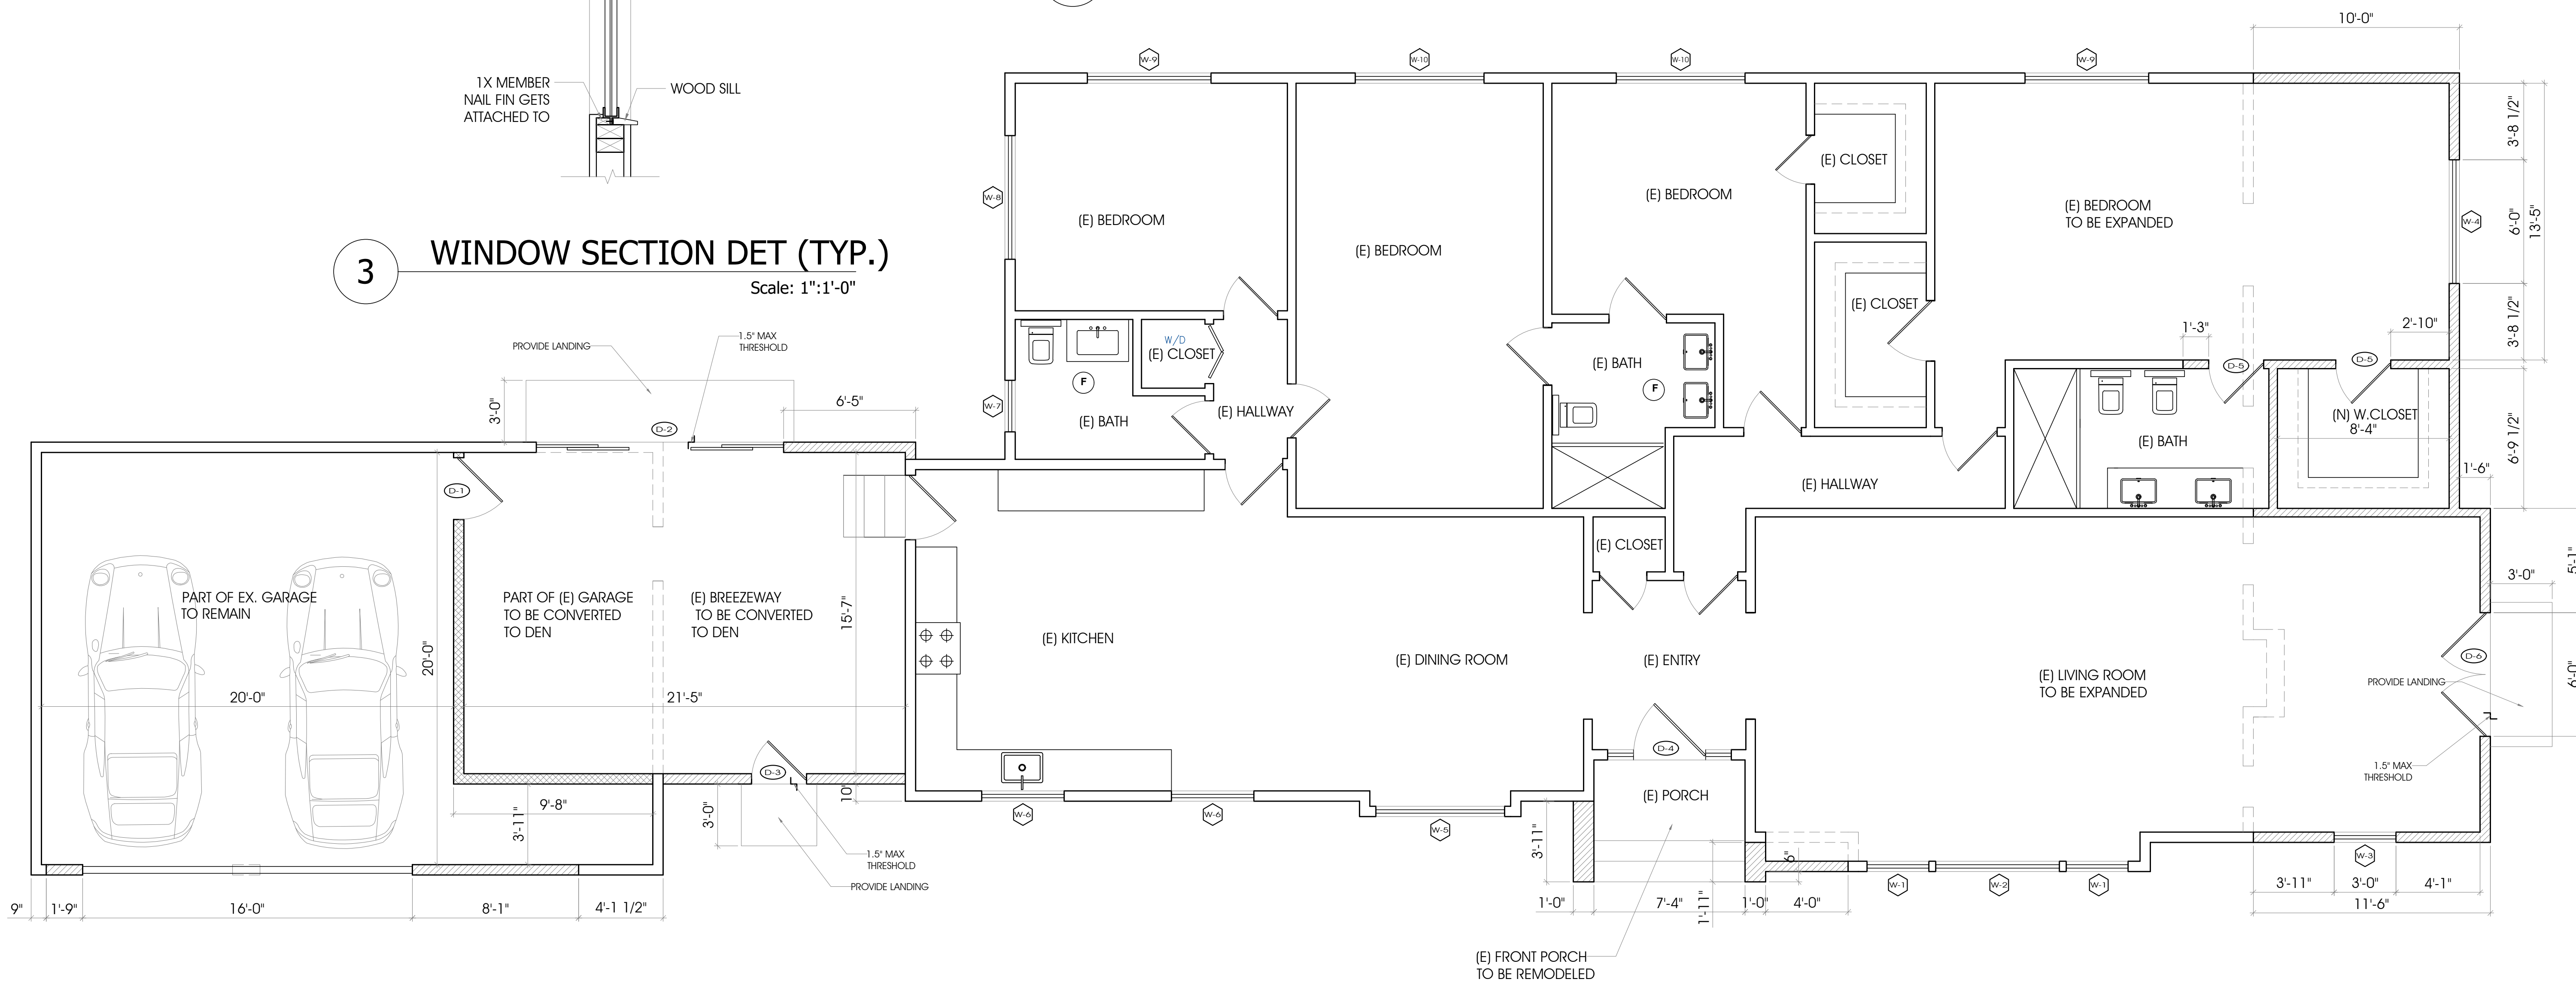 10'-0"
W-9
W-10
W-10
W-9
1X MEMBER
NAIL FIN GETS
ATTACHED TO
WOOD SILL
3'-8 1/2"
(E) CLOSET
W-8
(E) BEDROOM
(E) BEDROOM
(E) BEDROOM
(E) BEDROOM
TO BE EXPANDED
W-4
6'-0"
13'-5"
3
WINDOW SECTION DET (TYP.)
Scale: 1":1'-0"
(E) CLOSET
3'-8 1/2"
1'-3"
2'-10"
PROVIDE LANDING
1.5" MAX
THRESHOLD
W/D
(E) CLOSET
(E) BATH
D-5
D-5
F
F
3'-0"
6'-5"
W-7
(E) BATH
(E) HALLWAY
(N) W.CLOSET
8'-4"
6'-9 1/2"
D-2
(E) BATH
1'-6"
D-1
(E) HALLWAY
(E) CLOSET
5'-1"
3'-0"
PART OF EX. GARAGE
TO REMAIN
PART OF (E) GARAGE
TO BE CONVERTED
TO DEN
(E) BREEZEWAY
TO BE CONVERTED
TO DEN
15'-7"
20'-0"
(E) KITCHEN
(E) DINING ROOM
(E) ENTRY
(E) LIVING ROOM
TO BE EXPANDED
D-6
6'-0"
PROVIDE LANDING
20'-0"
21'-5"
D-4
1.5" MAX
THRESHOLD
D-3
10"
(E) PORCH
9'-8"
3'-11"
3'-0"
W-6
W-6
W-5
3'-11"
6"
1.5" MAX
THRESHOLD
PROVIDE LANDING
W-1
W-2
W-1
W-3
3'-11"
3'-0"
4'-1"
9"
1'-9"
16'-0"
8'-1"
4'-1 1/2"
1'-0"
7'-4"
1'-11"
1'-0"
4'-0"
11'-6"
(E) FRONT PORCH
TO BE REMODELED